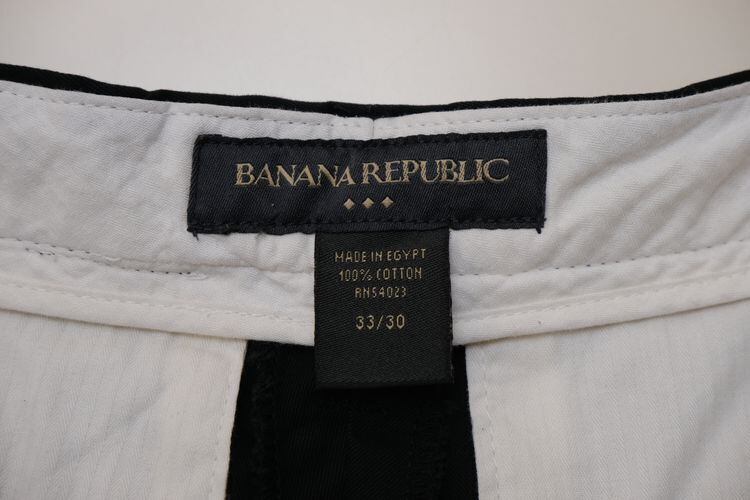 BANANA REPUBLIC
MADE IN EGYPT
100% COTTON
RN54023
33/30